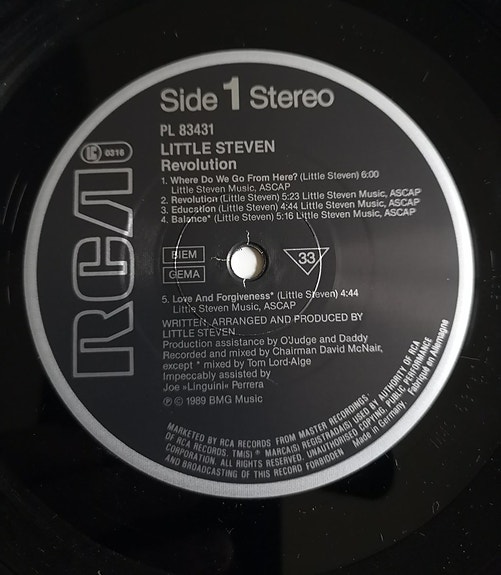 Side 1 Stereo
PL 83431
LC 0316
LITTLE STEVEN
Revolution
RCA
1. Where Do We Go From Here? (Little Steven) 6:00
Little Steven Music, ASCAP
2. Revolution (Little Steven) 5:23 Little Steven Music, ASCAP
3. Education (Little Steven) 4:44 Little Steven Music, ASCAP
4. Balance* (Little Steven) 5:16 Little Steven Music, ASCAP
BIEM
GEMA
33
5. Love And Forgiveness* (Little Steven) 4:44
Little Steven Music, ASCAP
WRITTEN, ARRANGED AND PRODUCED BY
LITTLE STEVEN
Production assistance by O'Judge and Daddy
Recorded and mixed by Chairman David McNair,
except * mixed by Tom Lord-Alge
Impeccably assisted by
Joe »Linguini« Perrera
Ⓟ © 1989 BMG Music
MARKETED BY RCA RECORDS FROM MASTER RECORDINGS
OF RCA RECORDS. TM(S) ® MARCA(S) REGISTRADA(S) USED BY AUTHORITY OF RCA
CORPORATION. ALL RIGHTS RESERVED. UNAUTHORISED COPYING, PUBLIC PERFORMANCE
AND BROADCASTING OF THIS RECORD FORBIDDEN
Made in Germany. Fabriqué en Allemagne